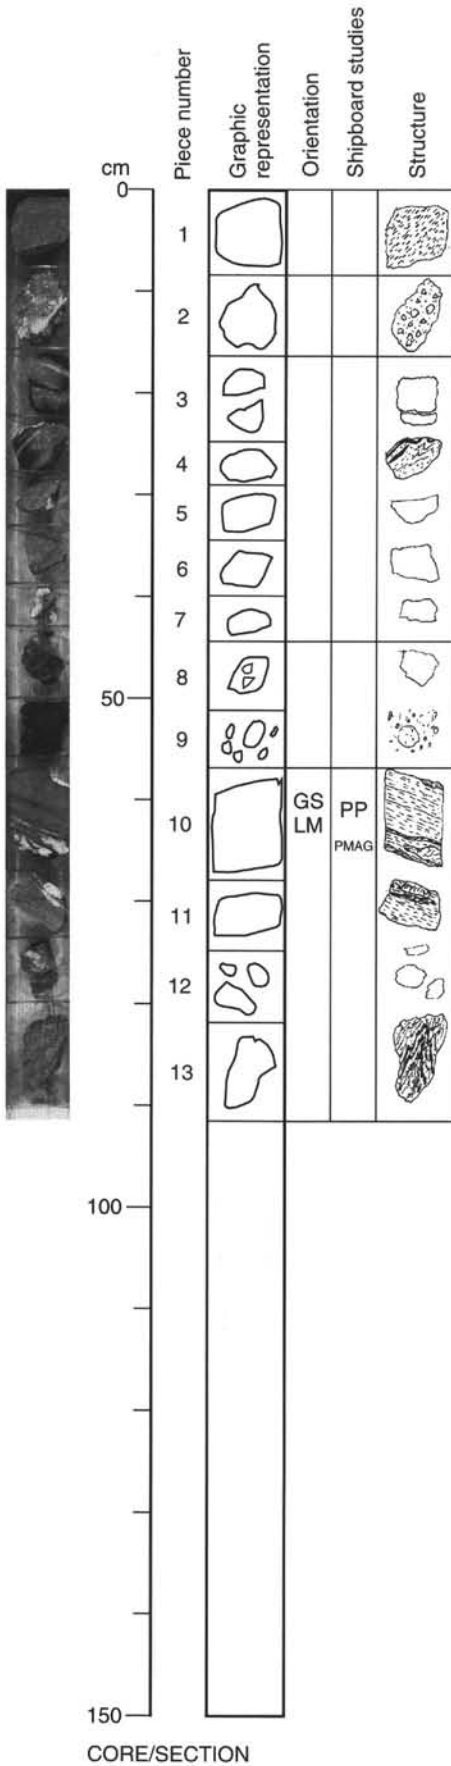 cm
Piece number
Graphic
representation
Orientation
Shipboard studies
Structure
0
1
2
3
4
5
6
7
8
50
9
10
GS
LM
PP
PMAG
11
12
13
100
150
CORE/SECTION